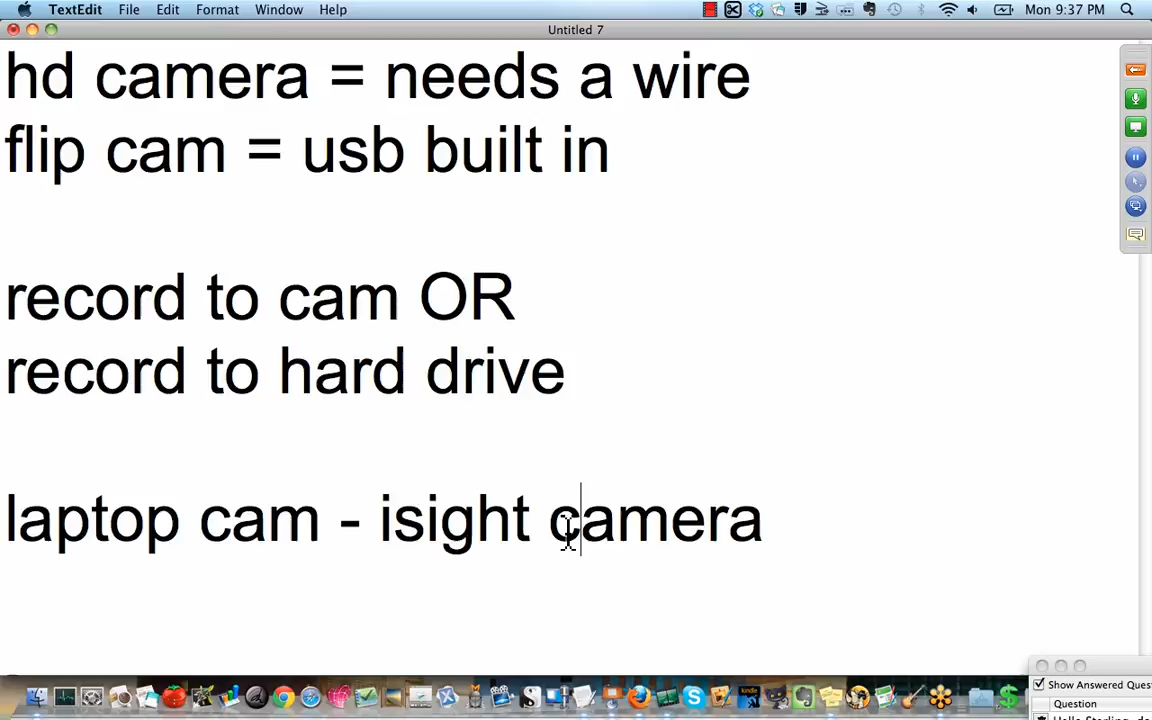 TextEdit File Edit Format Window Help Mon 9:37 PM
Untitled 7
hd camera = needs a wire
flip cam = usb built in
record to cam OR
record to hard drive
laptop cam - isight camera
Show Answered Ques
Question